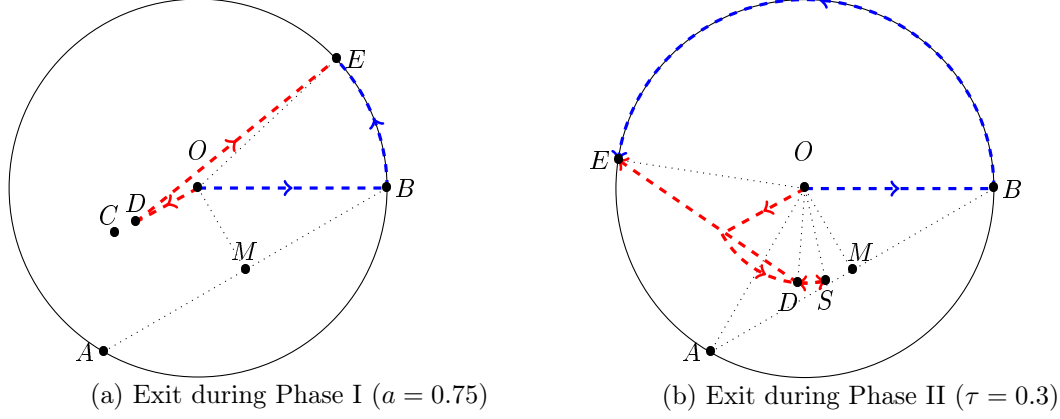 E
O
B
C
D
M
A
(a) Exit during Phase I (a = 0.75)
E
O
B
M
D
S
A
(b) Exit during Phase II (τ = 0.3)